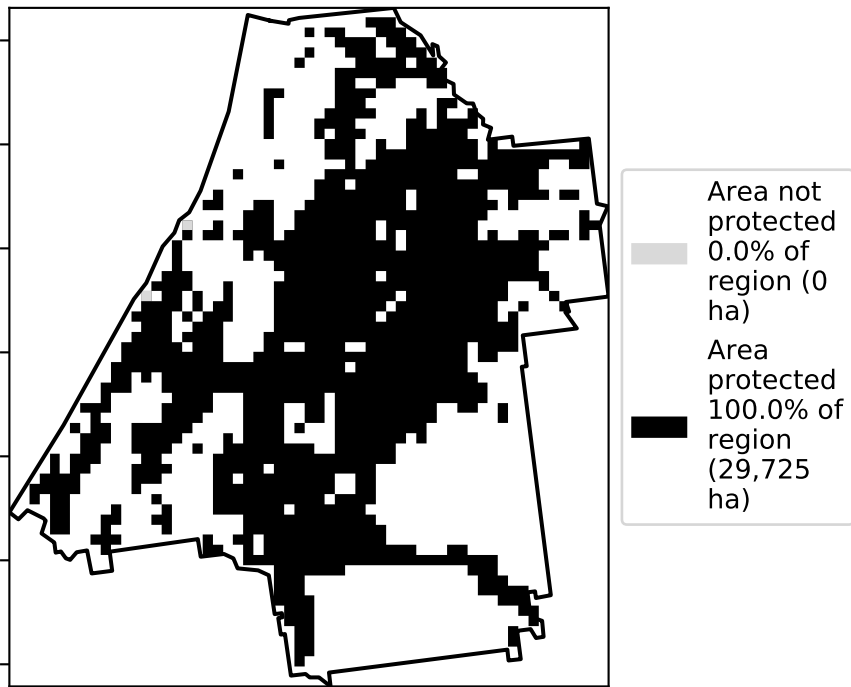 Area not
protected
0.0% of
region (0
ha)
Area
protected
100.0% of
region
(29,725
ha)